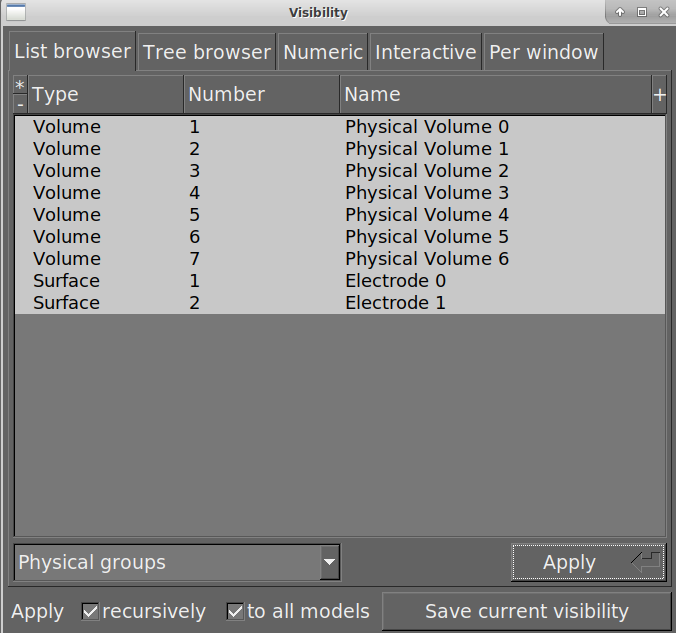 Visibility
List browser Tree browser Numeric Interactive Per window
*
-
Type Number Name +
Volume 1 Physical Volume 0
Volume 2 Physical Volume 1
Volume 3 Physical Volume 2
Volume 4 Physical Volume 3
Volume 5 Physical Volume 4
Volume 6 Physical Volume 5
Volume 7 Physical Volume 6
Surface 1 Electrode 0
Surface 2 Electrode 1
Physical groups Apply
Apply recursively to all models Save current visibility